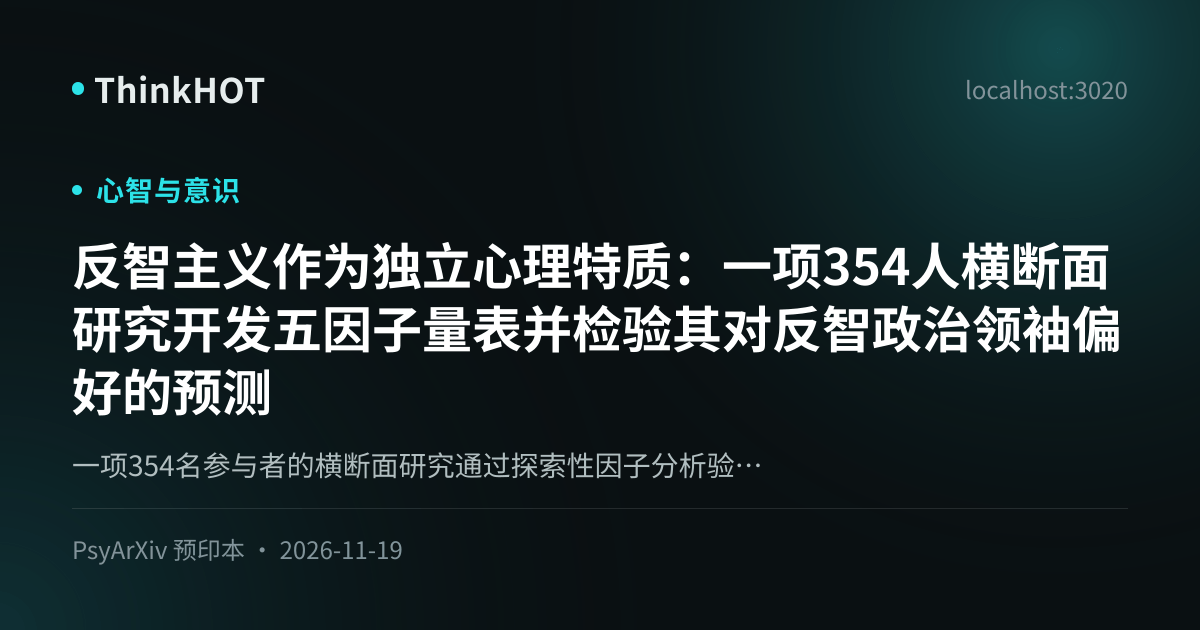 ThinkHOT
localhost:3020
心智与意识
反智主义作为独立心理特质：一项354人横断面
研究开发五因子量表并检验其对反智政治领袖偏
好的预测
一项354名参与者的横断面研究通过探索性因子分析验…
PsyArXiv 预印本 · 2026-11-19